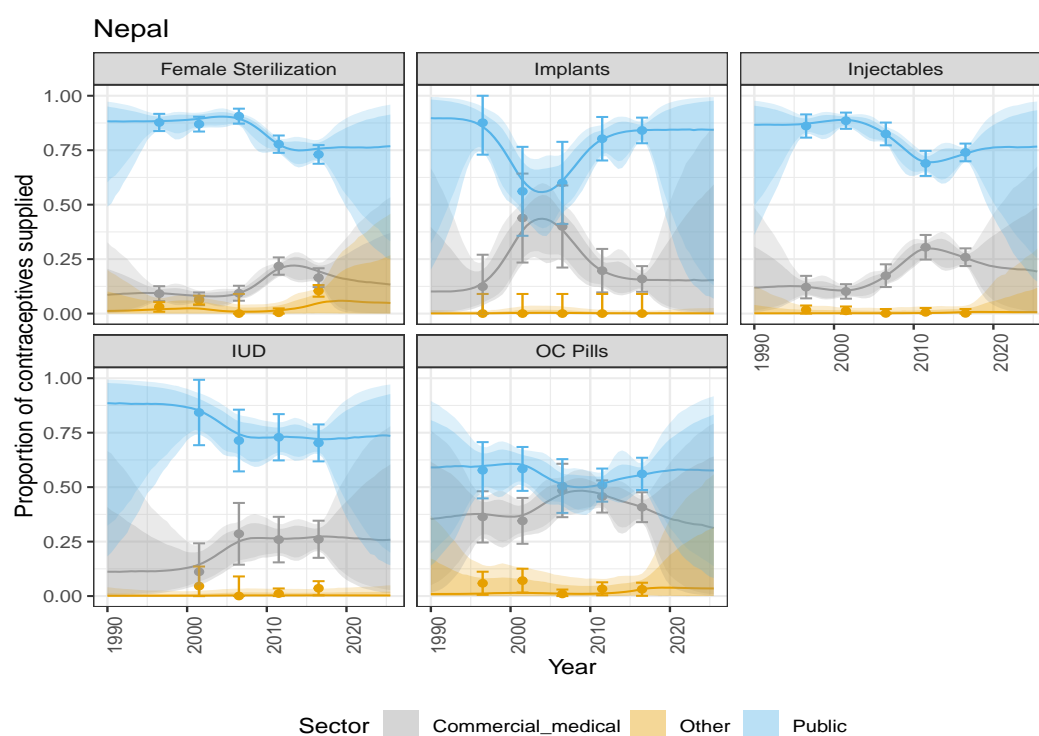 Nepal
Female Sterilization
Implants
Injectables
Proportion of contraceptives supplied
1.00
0.75
0.50
0.25
0.00
1990
2000
2010
2020
IUD
OC Pills
1.00
0.75
0.50
0.25
0.00
1990
2000
2010
2020
1990
2000
2010
2020
Year
Sector Commercial_medical Other Public